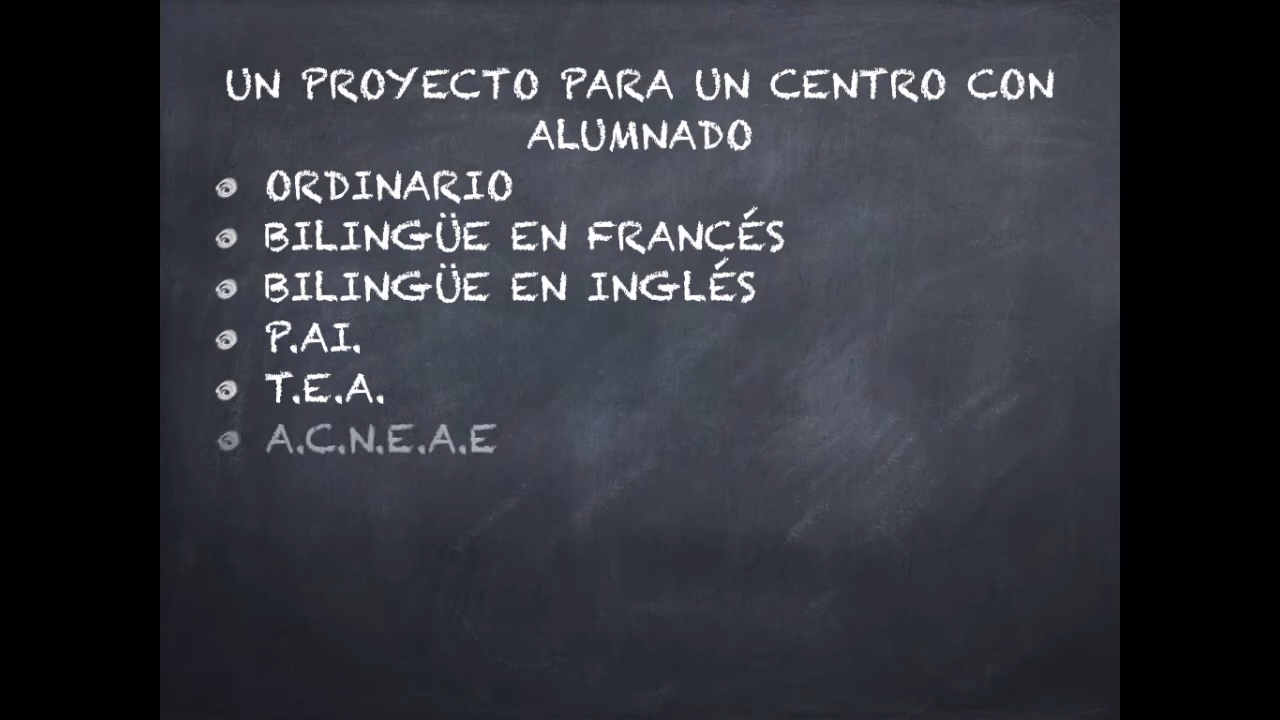 UN PROYECTO PARA UN CENTRO CON
ALUMNADO
ORDINARIO
BILINGÜE EN FRANCÉS
BILINGÜE EN INGLÉS
P.AI.
T.E.A.
A.C.N.E.A.E